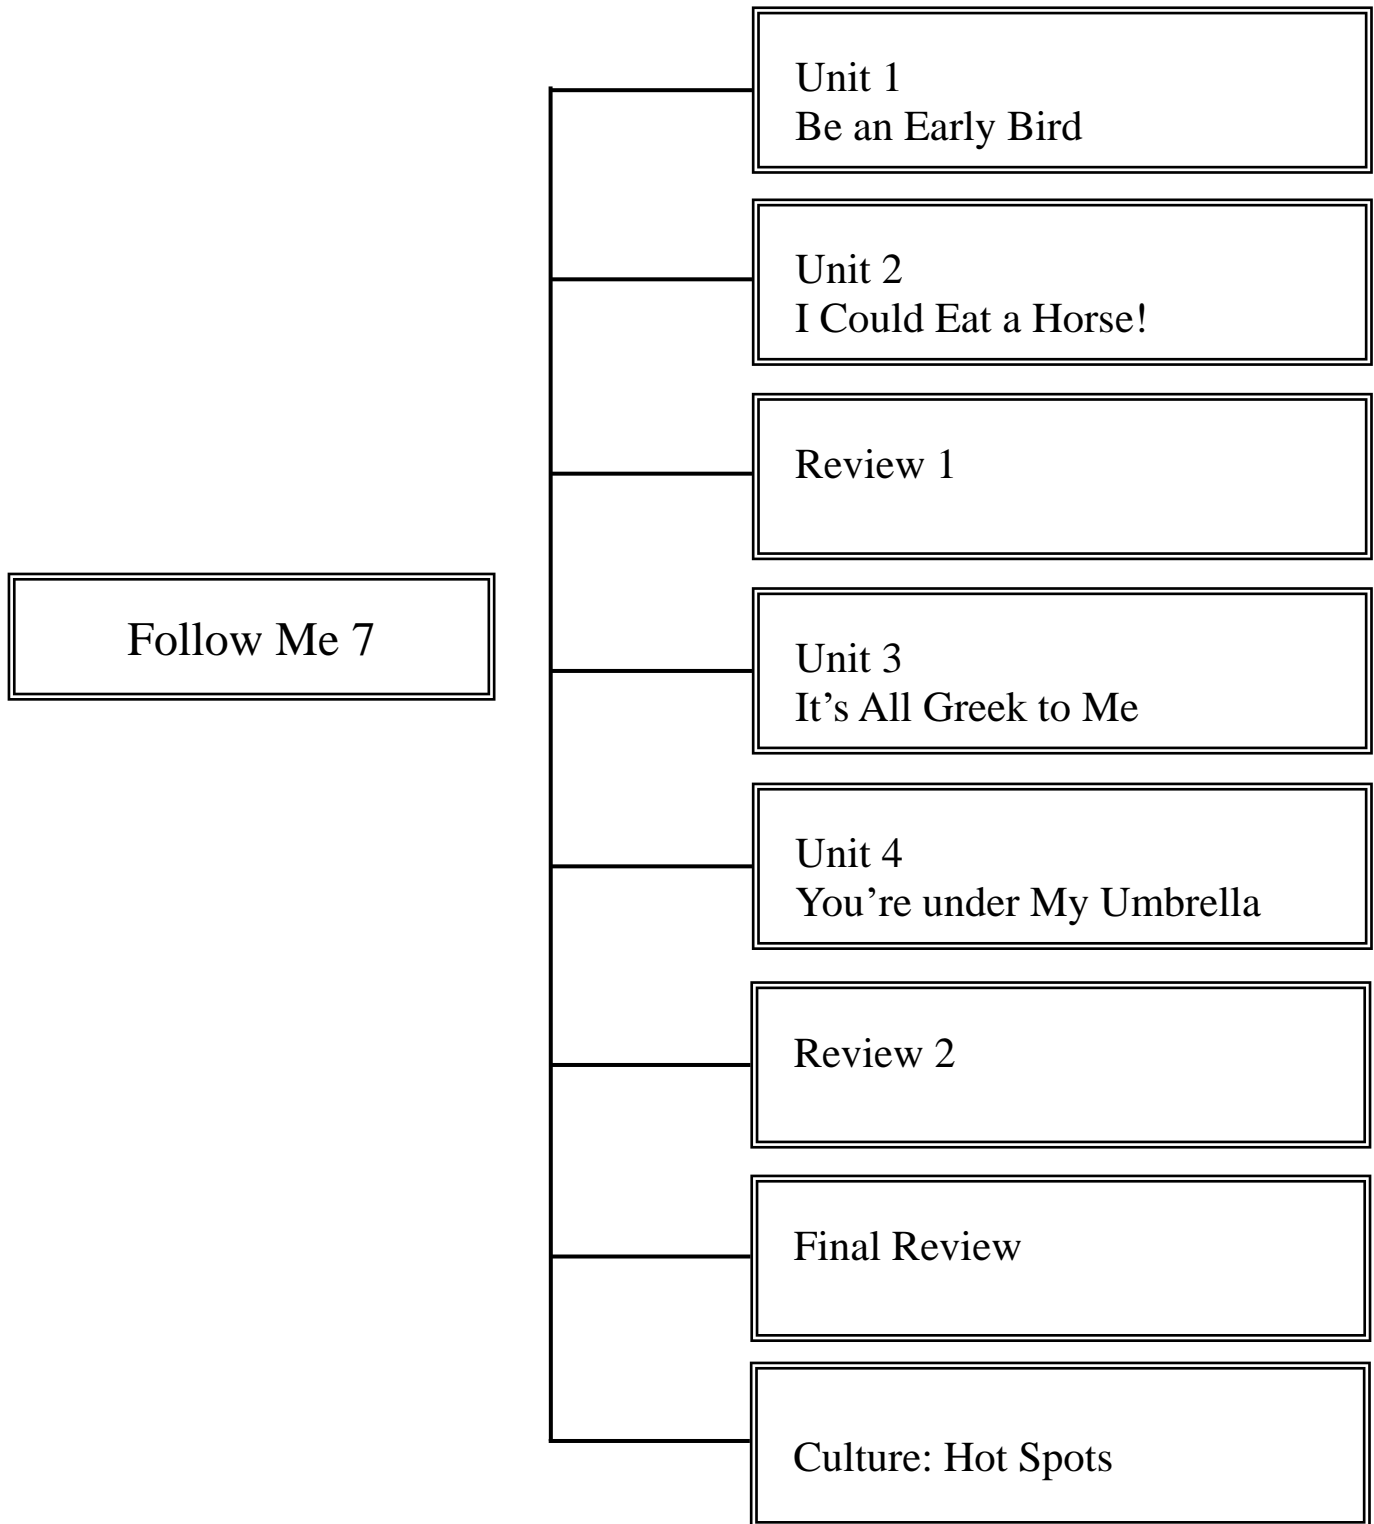 Follow Me 7
Unit 1
Be an Early Bird
Unit 2
I Could Eat a Horse!
Review 1
Unit 3
It’s All Greek to Me
Unit 4
You’re under My Umbrella
Review 2
Final Review
Culture: Hot Spots